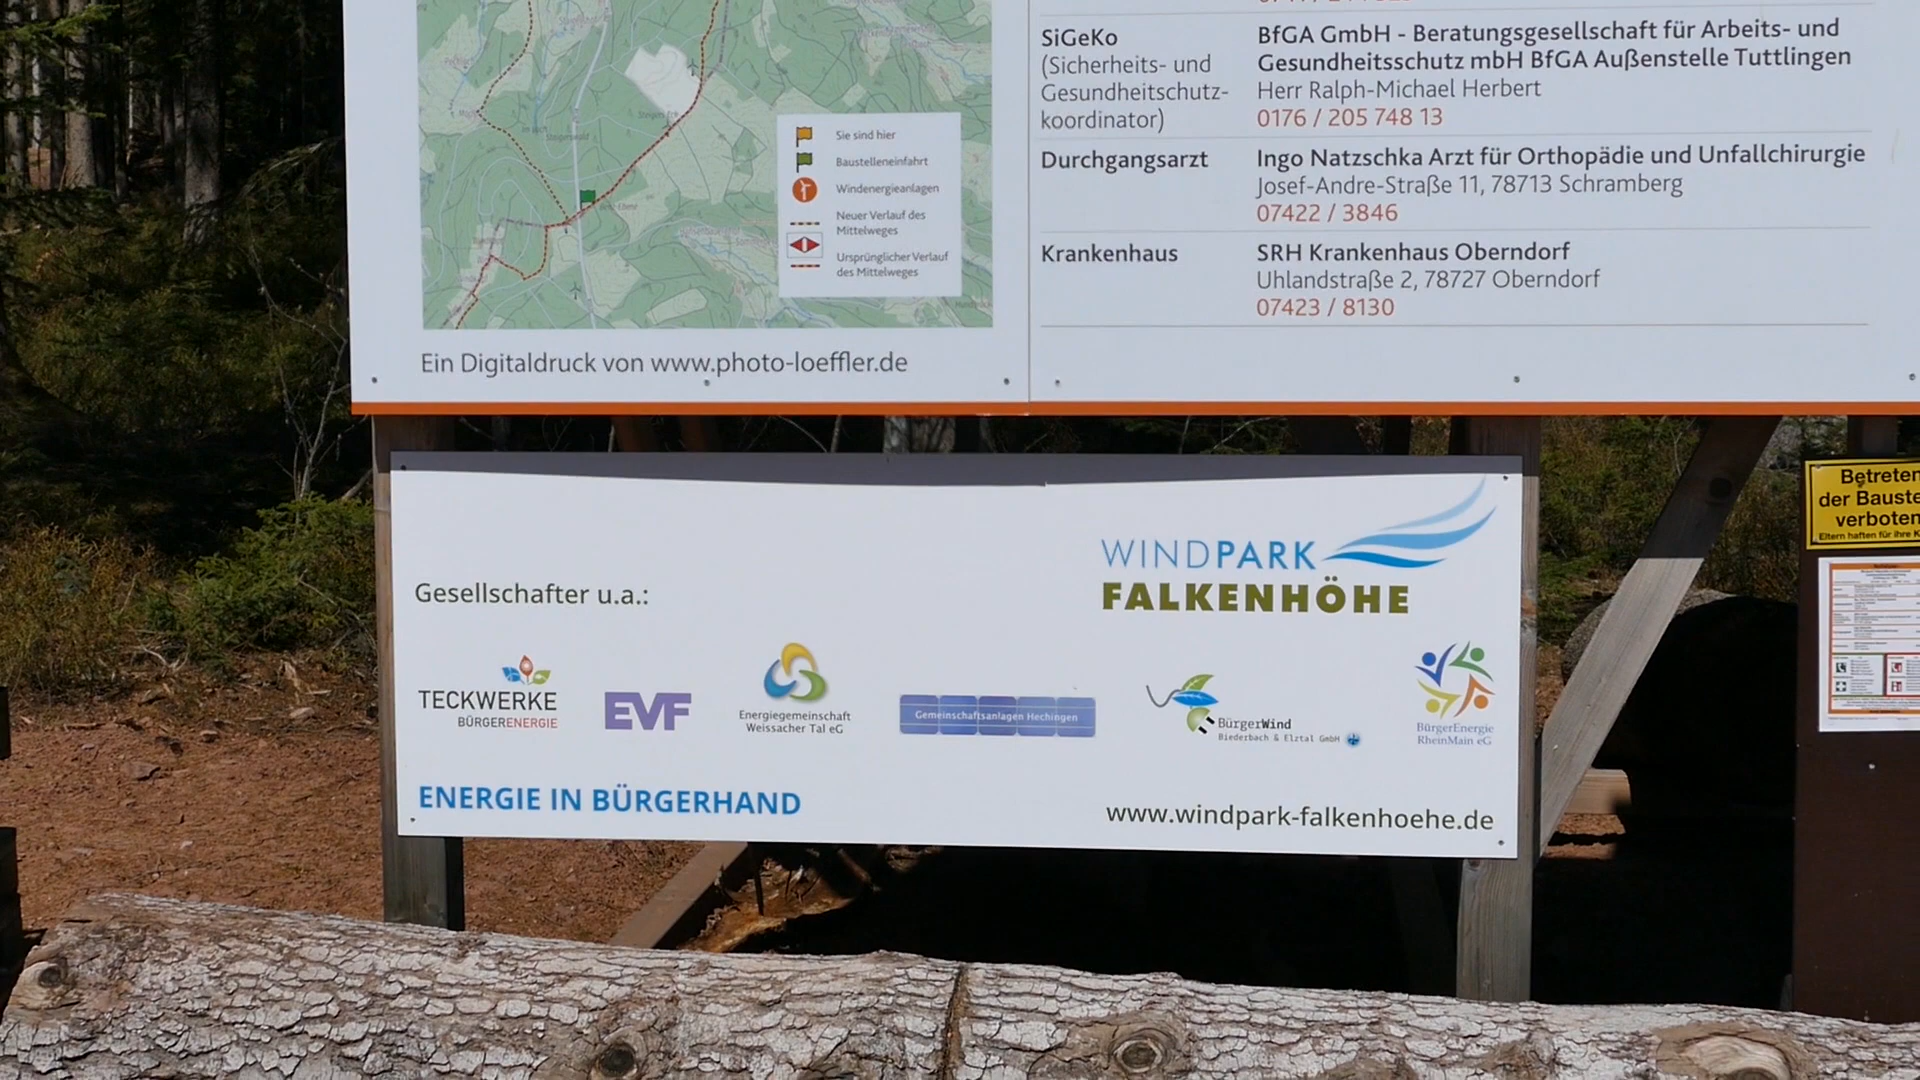 SiGeKo
(Sicherheits- und
Gesundheitschutz-
koordinator)
BfGA GmbH - Beratungsgesellschaft für Arbeits- und
Gesundheitsschutz mbH BfGA Außenstelle Tuttlingen
Herr Ralph-Michael Herbert
0176 / 205 748 13
Durchgangsarzt
Ingo Natzschka Arzt für Orthopädie und Unfallchirurgie
Josef-Andre-Straße 11, 78713 Schramberg
07422 / 3846
Krankenhaus
SRH Krankenhaus Oberndorf
Uhlandstraße 2, 78727 Oberndorf
07423 / 8130
Sie sind hier
Baustelleneinfahrt
Windenergieanlagen
Neuer Verlauf des
Mittelweges
Ursprünglicher Verlauf
des Mittelweges
Ein Digitaldruck von www.photo-loeffler.de
WINDPARK
FALKENHÖHE
Gesellschafter u.a.:
TECKWERKE
BÜRGERENERGIE
EVF
Energiegemeinschaft
Weissacher Tal eG
Gemeinschaftsanlagen Hechingen
BürgerWind
Biederbach & Elztal GmbH
BürgerEnergie
RheinMain eG
ENERGIE IN BÜRGERHAND
www.windpark-falkenhoehe.de
Betreten
der Bauste
verboten
Eltern haften für ihre K